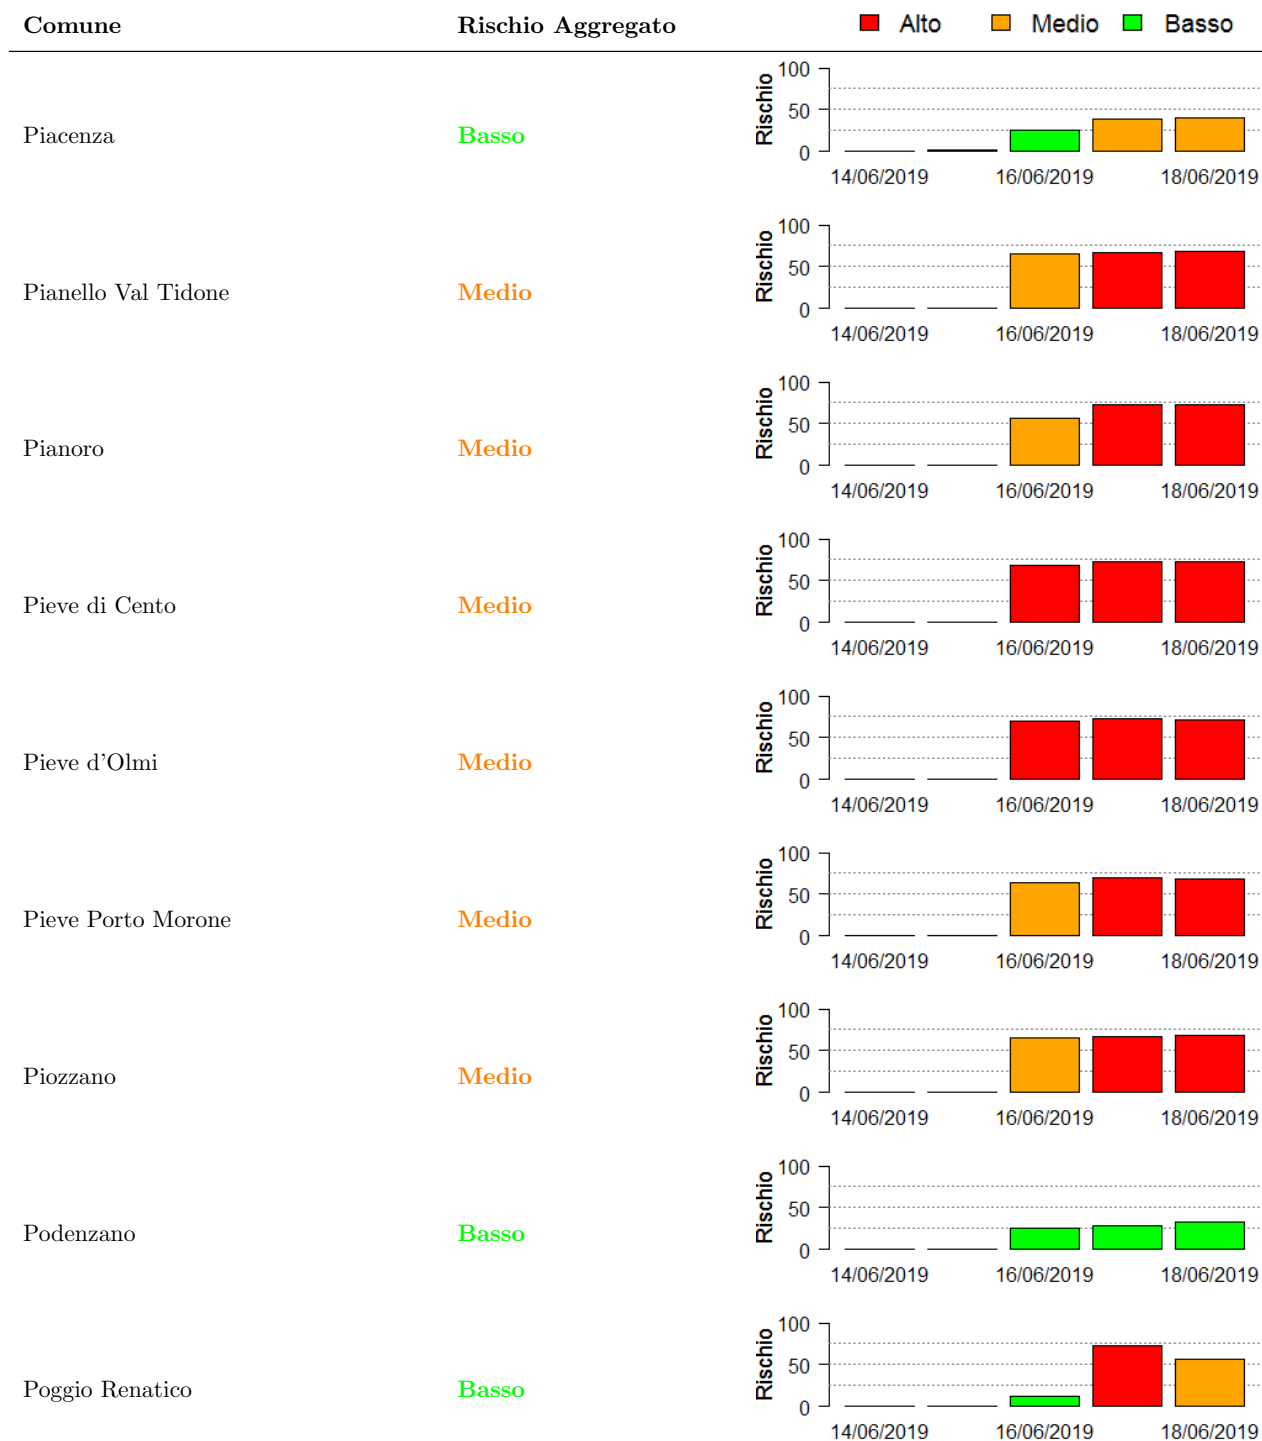 Comune Rischio Aggregato Alto Medio Basso
Piacenza Basso Rischio 100 50 0
14/06/2019 16/06/2019 18/06/2019
Pianello Val Tidone Medio Rischio 100 50 0
14/06/2019 16/06/2019 18/06/2019
Pianoro Medio Rischio 100 50 0
14/06/2019 16/06/2019 18/06/2019
Pieve di Cento Medio Rischio 100 50 0
14/06/2019 16/06/2019 18/06/2019
Pieve d'Olmi Medio Rischio 100 50 0
14/06/2019 16/06/2019 18/06/2019
Pieve Porto Morone Medio Rischio 100 50 0
14/06/2019 16/06/2019 18/06/2019
Piozzano Medio Rischio 100 50 0
14/06/2019 16/06/2019 18/06/2019
Podenzano Basso Rischio 100 50 0
14/06/2019 16/06/2019 18/06/2019
Poggio Renatico Basso Rischio 100 50 0
14/06/2019 16/06/2019 18/06/2019